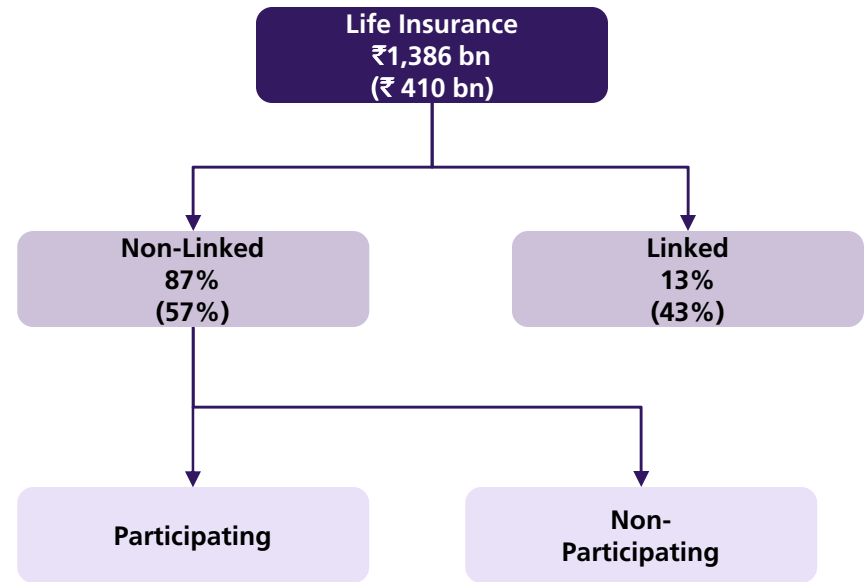 Life Insurance
₹1,386 bn
(₹ 410 bn)
Non-Linked
87%
(57%)
Linked
13%
(43%)
Participating
Non-
Participating